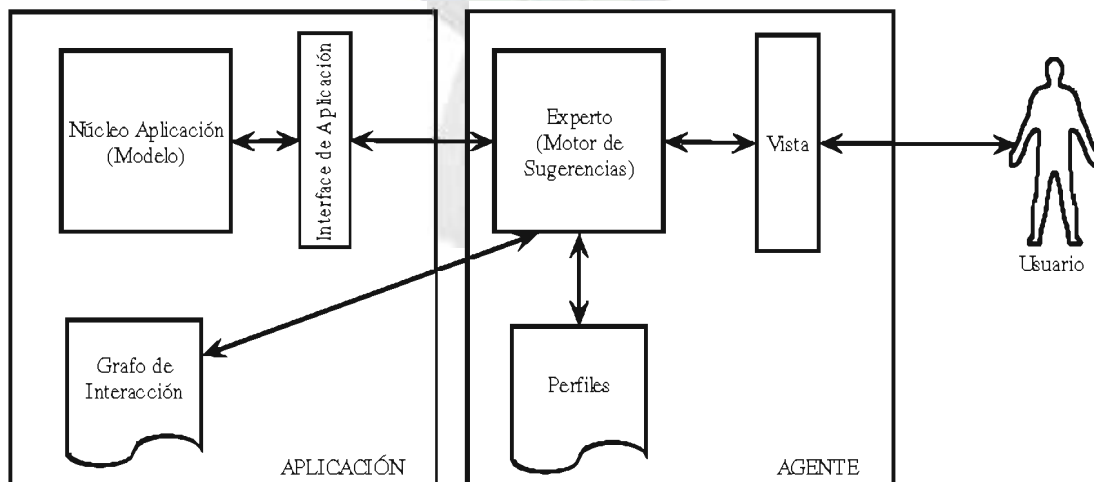 Núcleo Aplicación
(Modelo)
Interface de Aplicación
Experto
(Motor de
Sugerencias)
Vista
Usuario
Grafo de
Interacción
Perfiles
APLICACIÓN
AGENTE